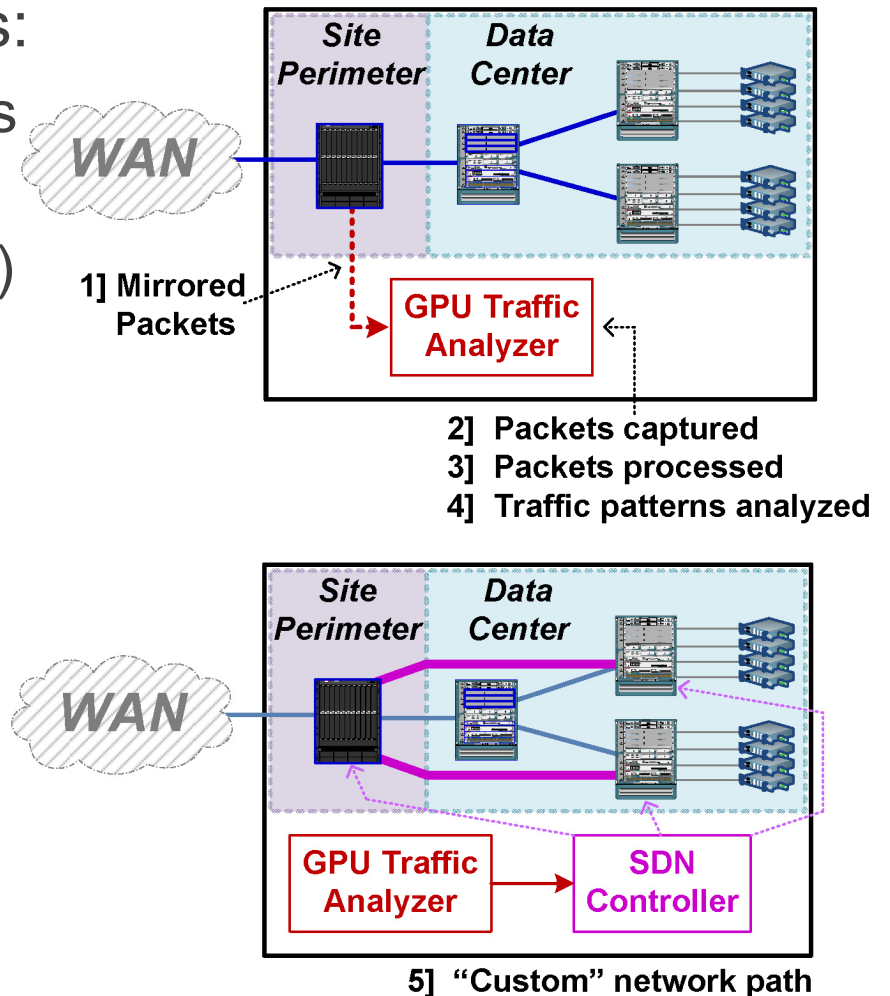 s:
s
)
Site
Perimeter
Data
Center
WAN
1] Mirrored
Packets
GPU Traffic
Analyzer
2] Packets captured
3] Packets processed
4] Traffic patterns analyzed
Site
Perimeter
Data
Center
WAN
GPU Traffic
Analyzer
SDN
Controller
5] “Custom” network path